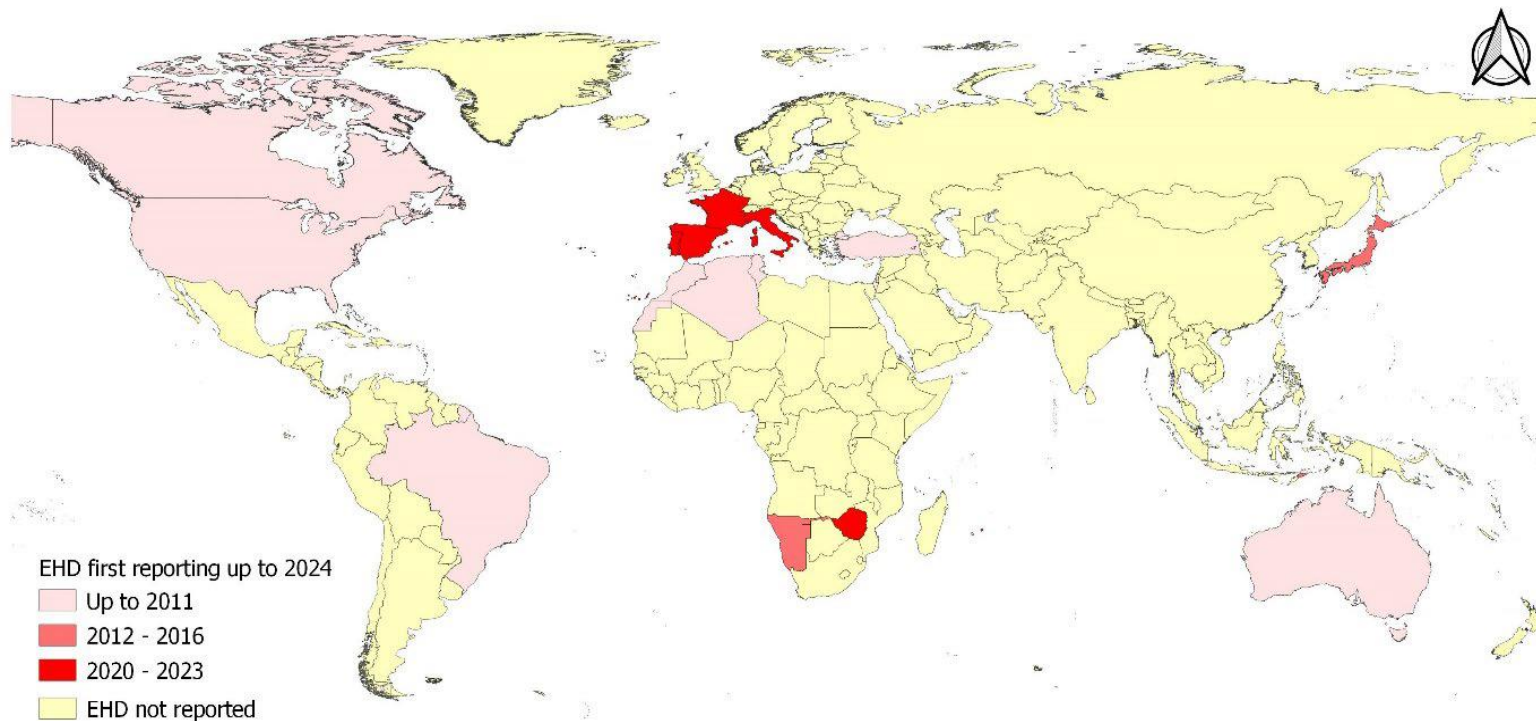 EHD first reporting up to 2024
Up to 2011
2012 - 2016
2020 - 2023
EHD not reported